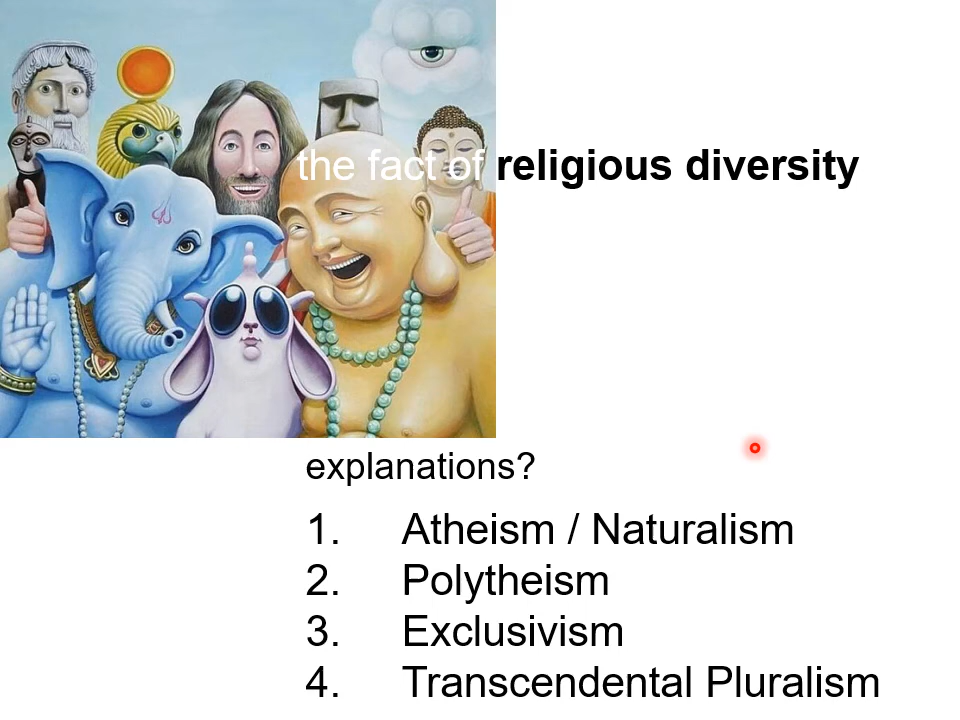 the fact of religious diversity
explanations?
1. Atheism / Naturalism
2. Polytheism
3. Exclusivism
4. Transcendental Pluralism